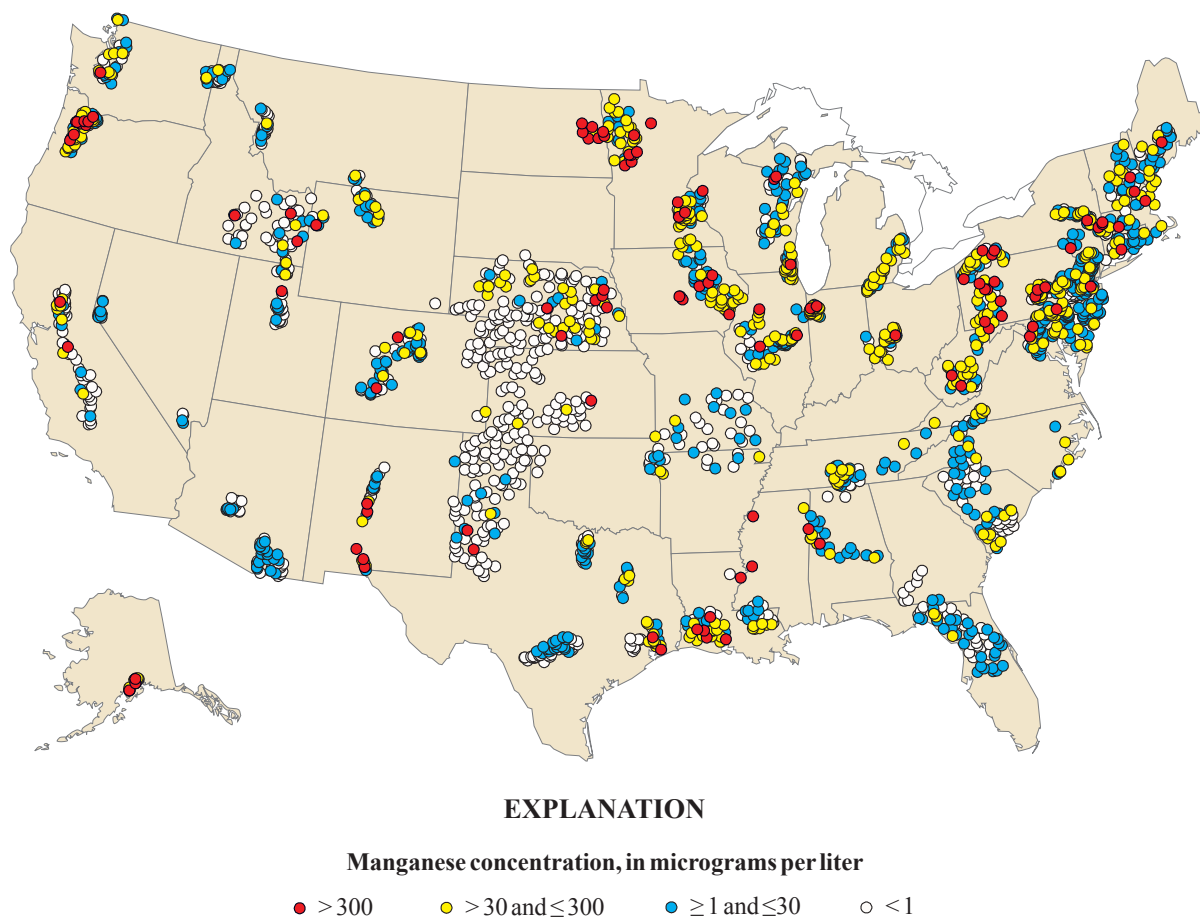 EXPLANATION
Manganese concentration, in micrograms per liter
> 300 > 30 and ≤ 300 ≥ 1 and ≤30 < 1